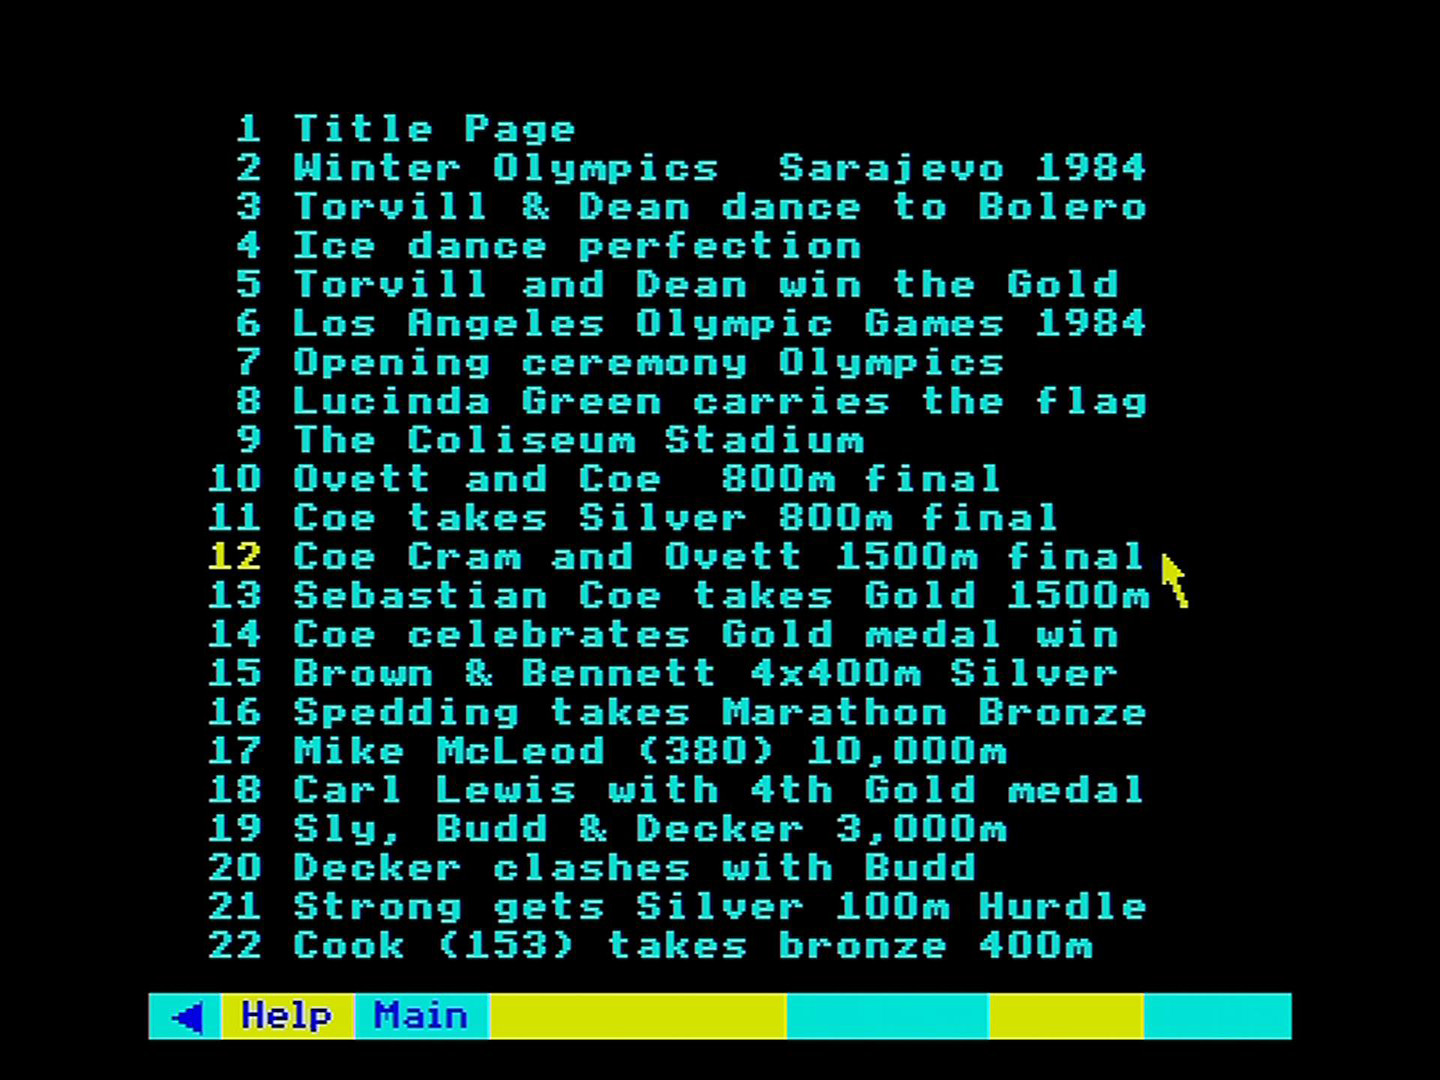 1 Title Page
2 Winter Olympics  Sarajevo 1984
3 Torvill & Dean dance to Bolero
4 Ice dance perfection
5 Torvill and Dean win the Gold
6 Los Angeles Olympic Games 1984
7 Opening ceremony Olympics
8 Lucinda Green carries the flag
9 The Coliseum Stadium
10 Ovett and Coe  800m final
11 Coe takes Silver 800m final
12 Coe Cram and Ovett 1500m final
13 Sebastian Coe takes Gold 1500m
14 Coe celebrates Gold medal win
15 Brown & Bennett 4x400m Silver
16 Spedding takes Marathon Bronze
17 Mike McLeod (380) 10,000m
18 Carl Lewis with 4th Gold medal
19 Sly, Budd & Decker 3,000m
20 Decker clashes with Budd
21 Strong gets Silver 100m Hurdle
22 Cook (153) takes bronze 400m
Help Main